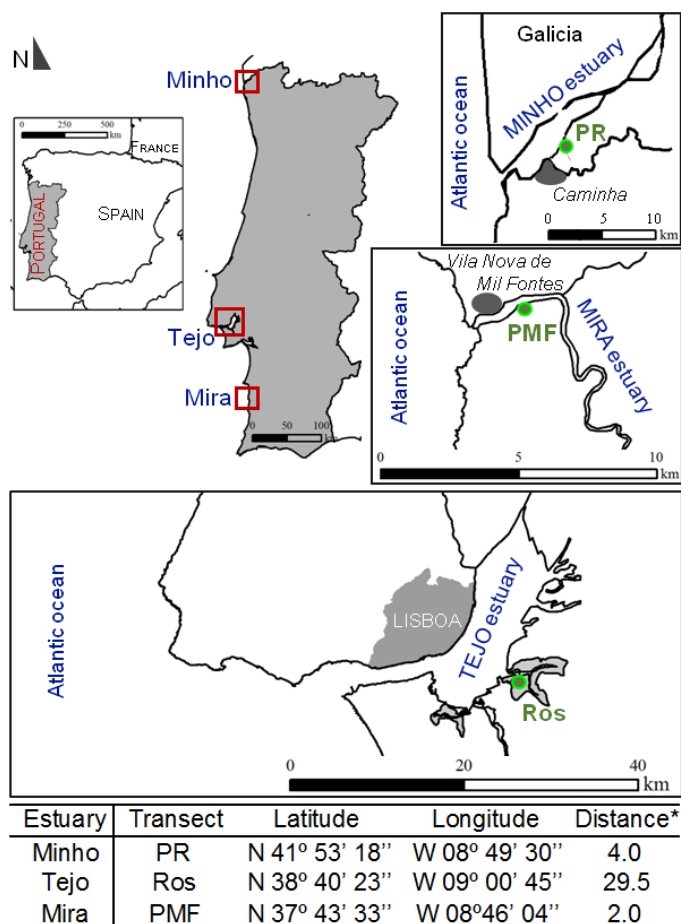 N
Minho
Tejo
Mira
0 50 100
km
0 250 500
km
FRANCE
SPAIN
PORTUGAL
Galicia
Atlantic ocean
MINHO estuary
PR
Caminha
0 5 10
km
Vila Nova de
Mil Fontes
PMF
Atlantic ocean
MIRA estuary
0 5 10
km
Atlantic ocean
LISBOA
TEJO estuary
Ros
0 20 40
km
Estuary Transect Latitude Longitude Distance*
Minho PR N 41º 53’ 18’’ W 08º 49’ 30’’ 4.0
Tejo Ros N 38º 40’ 23’’ W 09º 00’ 45’’ 29.5
Mira PMF N 37º 43’ 33’’ W 08º46’ 04’’ 2.0